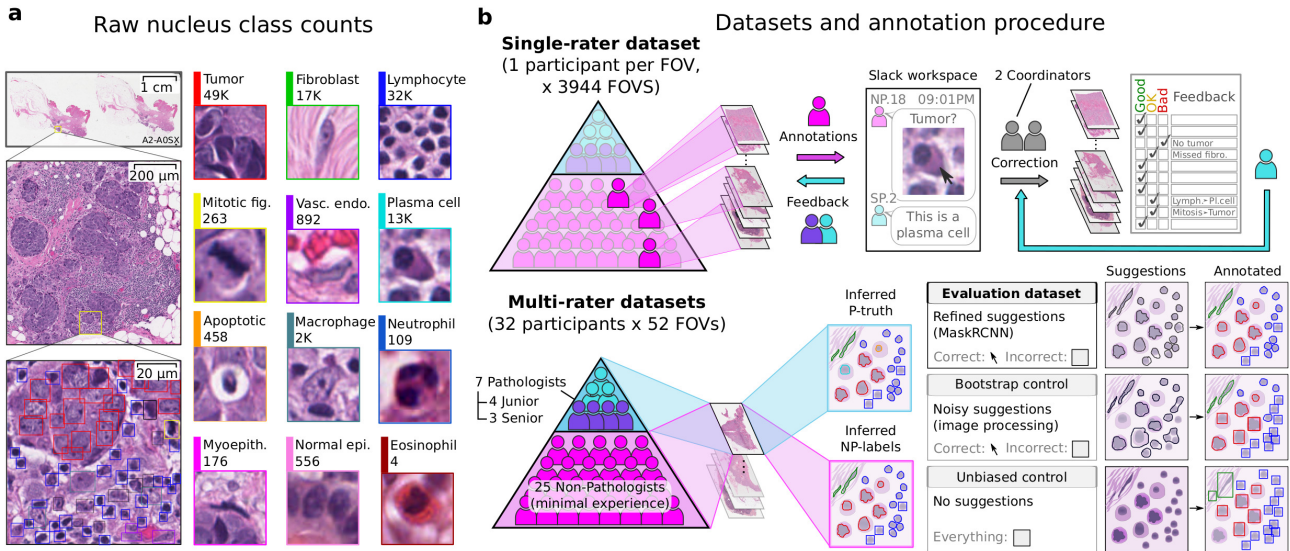 a
Raw nucleus class counts
1 cm
A2-A0SX
200 µm
20 µm
Tumor
49K
Fibroblast
17K
Lymphocyte
32K
Mitotic fig.
263
Vasc. endo.
892
Plasma cell
13K
Apoptotic
458
Macrophage
2K
Neutrophil
109
Myoepith.
176
Normal epi.
556
Eosinophil
4
b
Datasets and annotation procedure
Single-rater dataset
(1 participant per FOV,
x 3944 FOVS)
Annotations
Feedback
Slack workspace
NP.18 09:01PM
Tumor?
SP.2
This is a
plasma cell
2 Coordinators
Correction
Good
OK
Bad
Feedback
No tumor
Missed fibro.
Lymph.▸Pl.cell
Mitosis▸Tumor
Multi-rater datasets
(32 participants x 52 FOVs)
7 Pathologists
4 Junior
3 Senior
25 Non-Pathologists
(minimal experience)
Inferred
P-truth
Inferred
NP-labels
Suggestions
Annotated
Evaluation dataset
Refined suggestions
(MaskRCNN)
Correct: Incorrect:
Bootstrap control
Noisy suggestions
(image processing)
Correct: Incorrect:
Unbiased control
No suggestions
Everything: